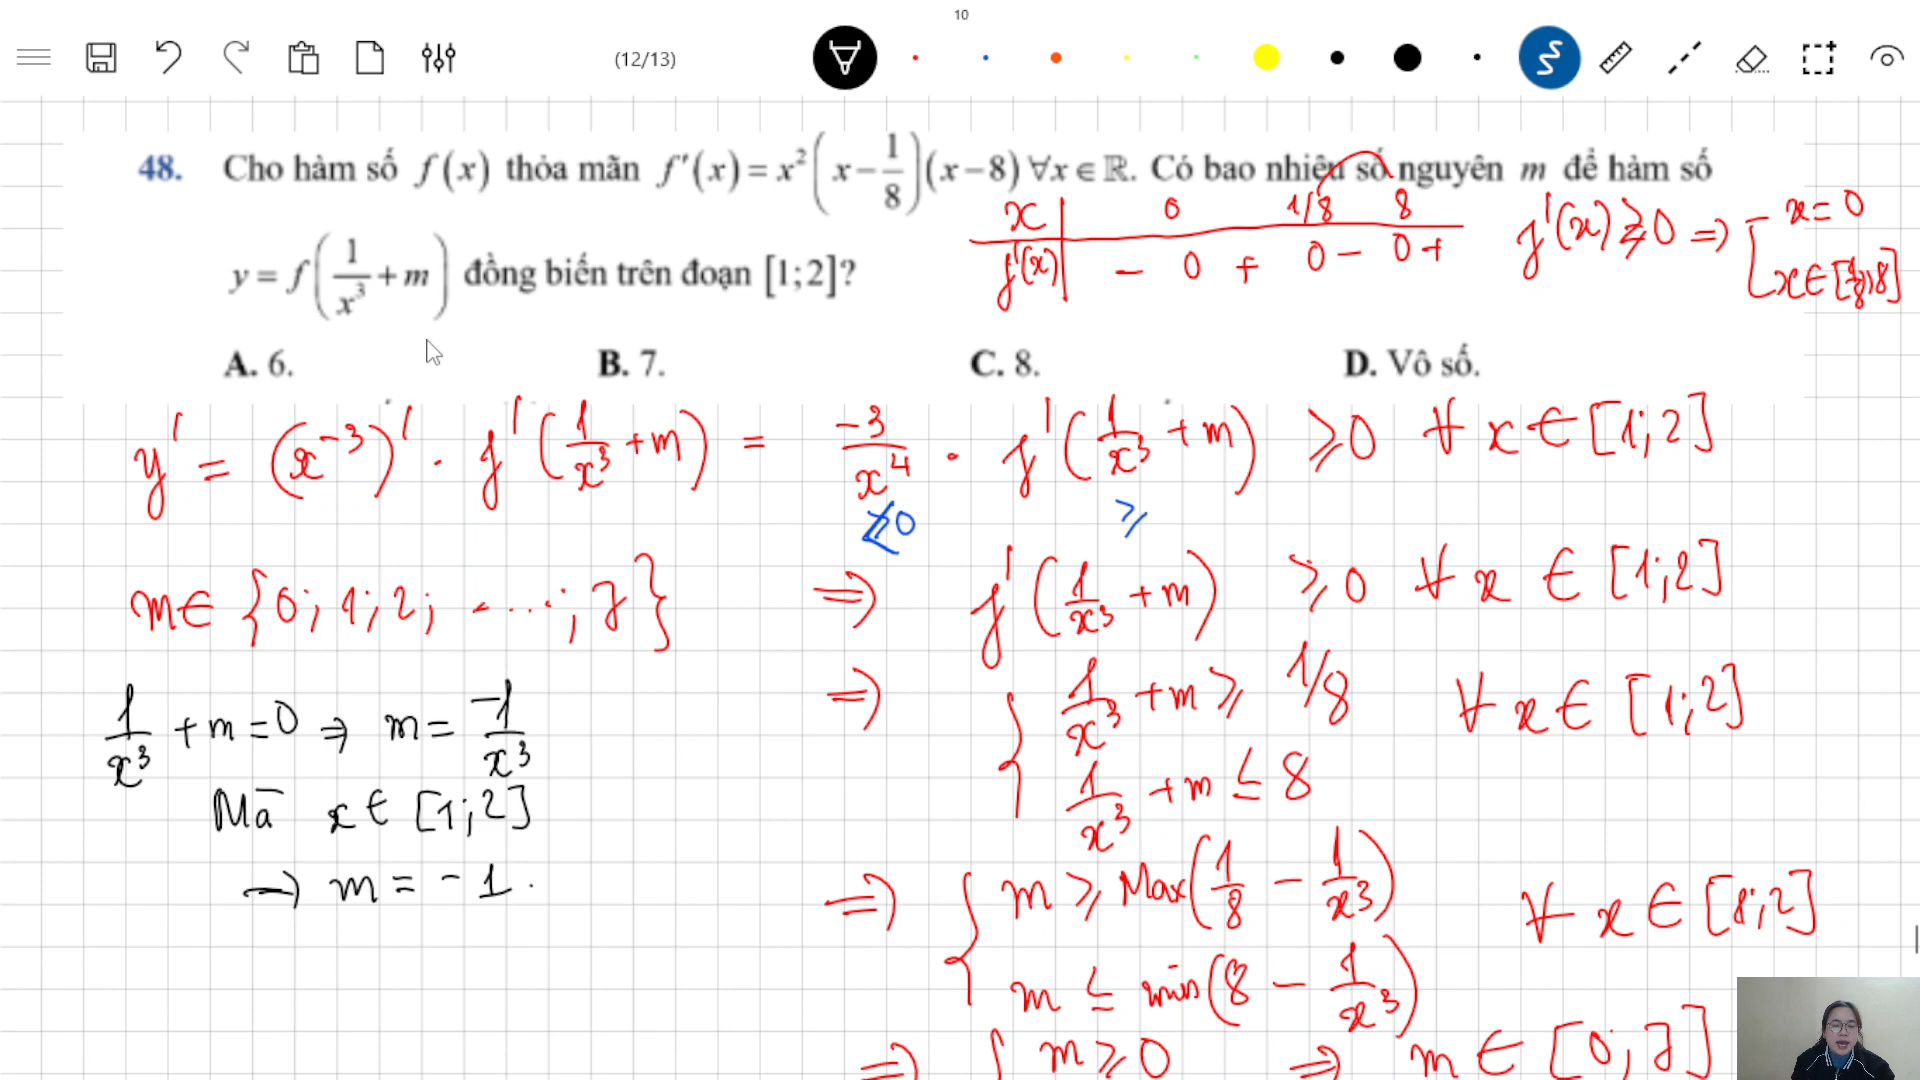 10
(12/13)
48. Cho hàm số f(x) thỏa mãn f'(x) = x²(x − 1/8)(x − 8) ∀x ∈ ℝ. Có bao nhiêu số nguyên m để hàm số
y = f(1/x³ + m) đồng biến trên đoạn [1;2]?
x | 0 1/8 8
f'(x) | − 0 + 0 − 0 +
f'(x) ⩾ 0 => [ x = 0
x ∈ [1/8; 8]
A. 6. B. 7. C. 8. D. Vô số.
y' = (x⁻³)' . f'(1/x³ + m) = −3/x⁴ . f'(1/x³ + m) ⩾ 0 ∀ x ∈ [1;2]
⩾
m ∈ {0; 1; 2; ....; 7}
=> f'(1/x³ + m) ⩾ 0 ∀ x ∈ [1;2]
=> { 1/x³ + m ⩾ 1/8 ∀ x ∈ [1;2]
1/x³ + m ≤ 8
1/x³ + m = 0 => m = −1/x³
Mà x ∈ [1;2]
=> m = −1.
=> { m ⩾ Max(1/8 − 1/x³) ∀ x ∈ [1;2]
m ≤ min(8 − 1/x³)
=> { m ⩾ 0 => m ∈ [0; 7]